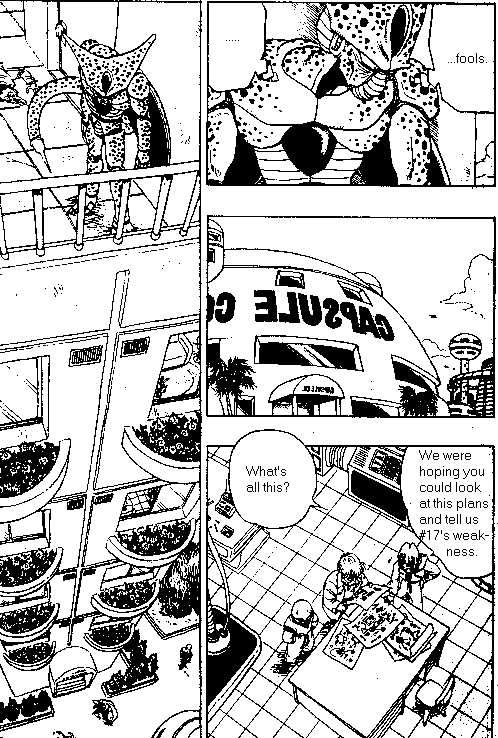 .....
...fools.
CAPSULE CO
What's
all this?
We were
hoping you
could look
at this plans
and tell us
#17's weak-
ness.